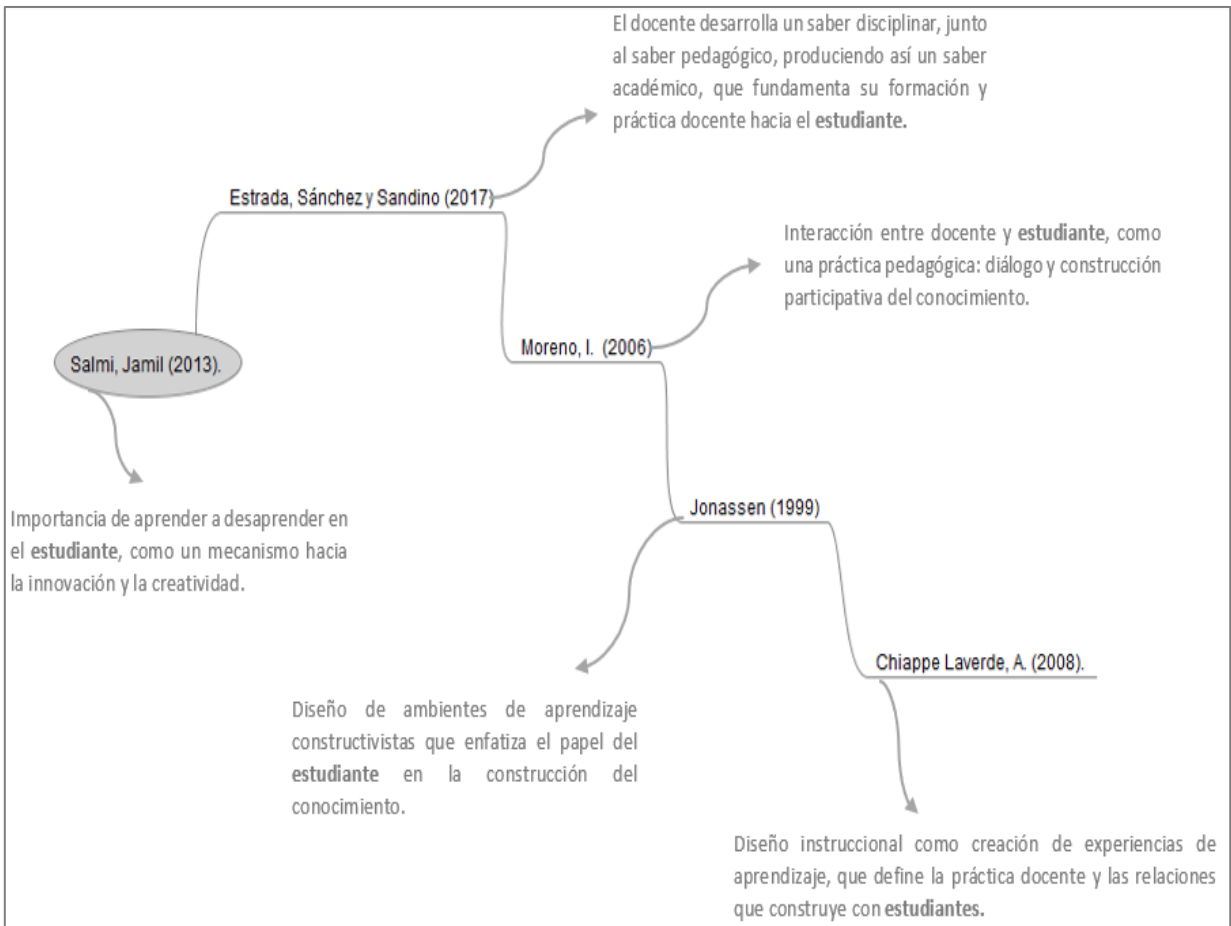 El docente desarrolla un saber disciplinar, junto
al saber pedagógico, produciendo así un saber
académico, que fundamenta su formación y
práctica docente hacia el estudiante.
Estrada, Sánchez y Sandino (2017)
Interacción entre docente y estudiante, como
una práctica pedagógica: diálogo y construcción
participativa del conocimiento.
Moreno, I. (2006)
Salmi, Jamil (2013).
Importancia de aprender a desaprender en
el estudiante, como un mecanismo hacia
la innovación y la creatividad.
Jonassen (1999)
Diseño de ambientes de aprendizaje
constructivistas que enfatiza el papel del
estudiante en la construcción del
conocimiento.
Chiappe Laverde, A. (2008).
Diseño instruccional como creación de experiencias de
aprendizaje, que define la práctica docente y las relaciones
que construye con estudiantes.